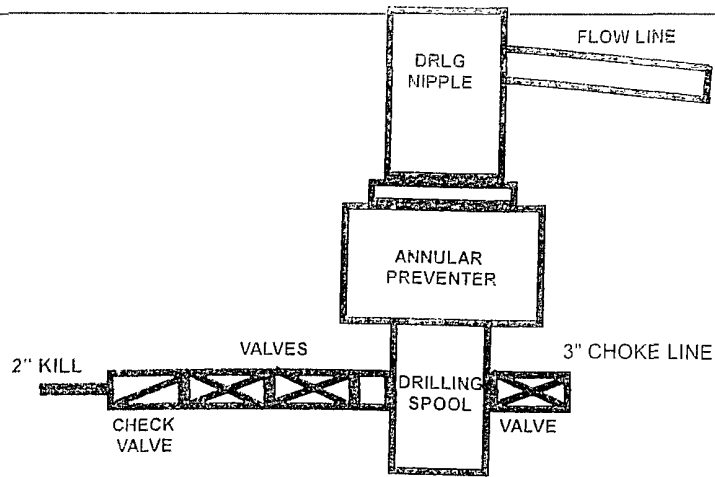 FLOW LINE
DRLG
NIPPLE
ANNULAR
PREVENTER
2" KILL
VALVES
3" CHOKE LINE
DRILLING
SPOOL
CHECK
VALVE
VALVE